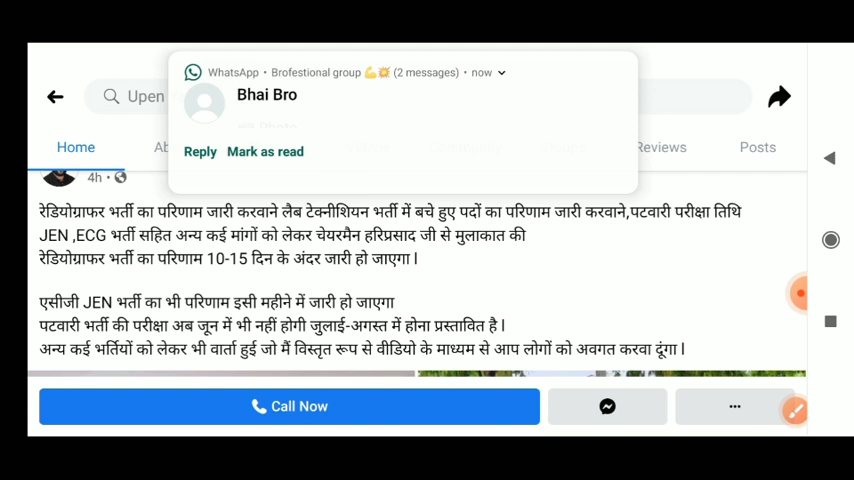 WhatsApp • Brofestional group 💪💥 (2 messages) • now
Bhai Bro
Upen
Reply Mark as read
Home Ab Reviews Posts
4h •
रेडियोग्राफर भर्ती का परिणाम जारी करवाने लैब टेक्नीशियन भर्ती में बचे हुए पदों का परिणाम जारी करवाने,पटवारी परीक्षा तिथि
JEN ,ECG भर्ती सहित अन्य कई मांगों को लेकर चेयरमैन हरिप्रसाद जी से मुलाकात की
रेडियोग्राफर भर्ती का परिणाम 10-15 दिन के अंदर जारी हो जाएगा l
एसीजी JEN भर्ती का भी परिणाम इसी महीने में जारी हो जाएगा
पटवारी भर्ती की परीक्षा अब जून में भी नहीं होगी जुलाई-अगस्त में होना प्रस्तावित है l
अन्य कई भर्तियों को लेकर भी वार्ता हुई जो मैं विस्तृत रूप से वीडियो के माध्यम से आप लोगों को अवगत करवा दूंगा l
Call Now